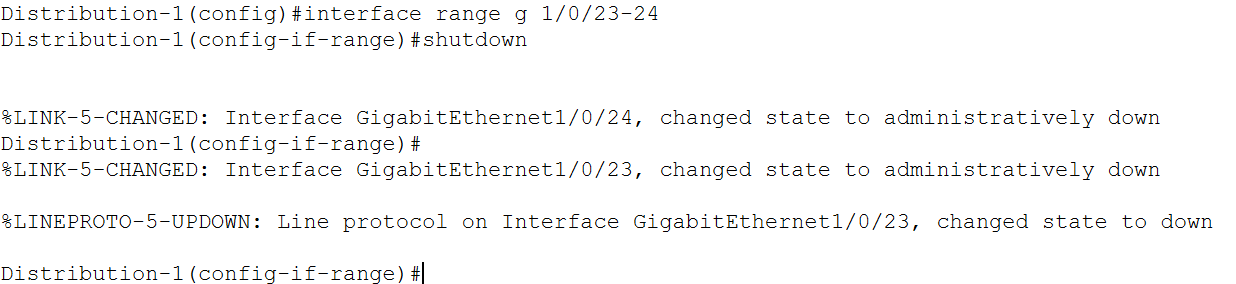 Distribution-1(config)#interface range g 1/0/23-24
Distribution-1(config-if-range)#shutdown
%LINK-5-CHANGED: Interface GigabitEthernet1/0/24, changed state to administratively down
Distribution-1(config-if-range)#
%LINK-5-CHANGED: Interface GigabitEthernet1/0/23, changed state to administratively down
%LINEPROTO-5-UPDOWN: Line protocol on Interface GigabitEthernet1/0/23, changed state to down
Distribution-1(config-if-range)#